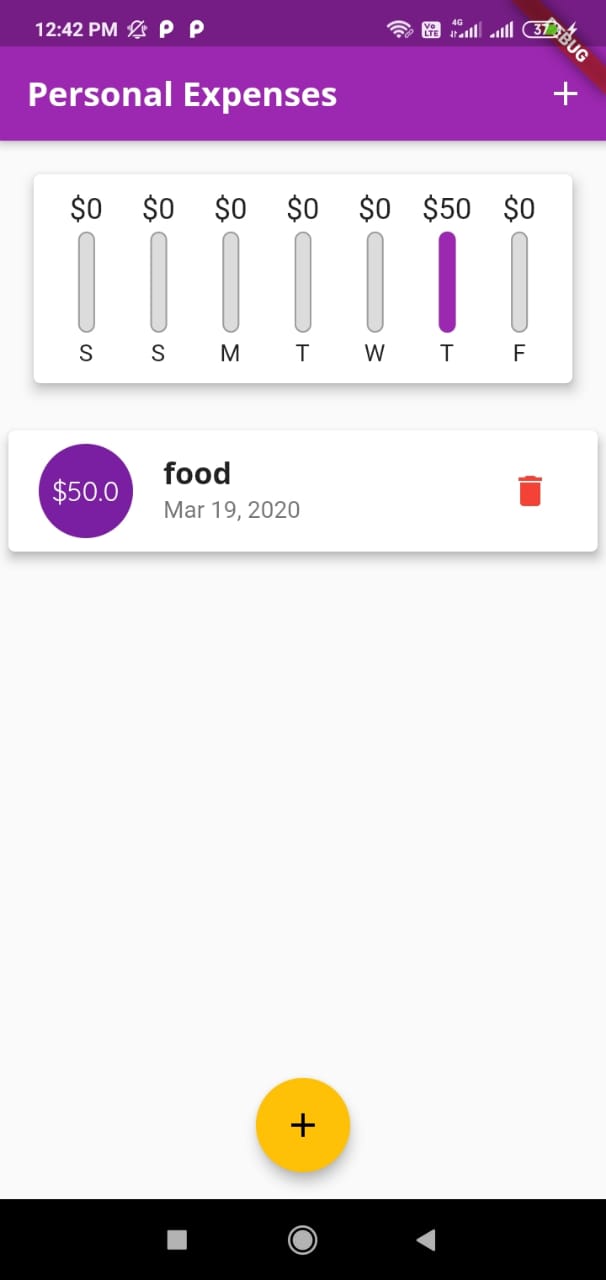 12:42 PM
Vo LTE 4G 37
DEBUG
Personal Expenses +
$0 $0 $0 $0 $0 $50 $0
S S M T W T F
$50.0
food
Mar 19, 2020
+